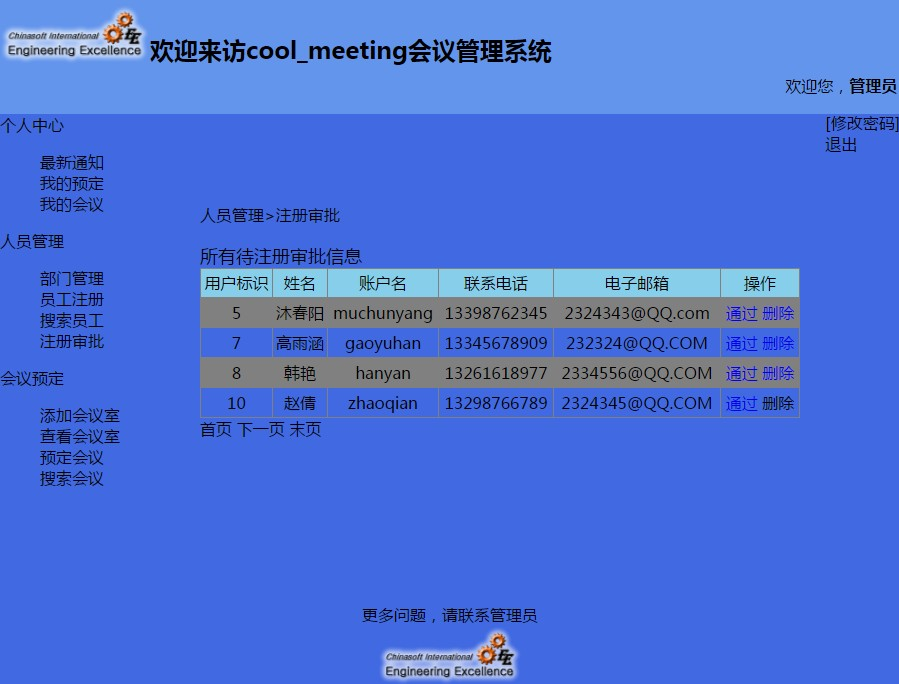 Chinasoft International
Engineering Excellence
欢迎来访cool_meeting会议管理系统
欢迎您，管理员
[修改密码]
退出
个人中心
最新通知
我的预定
我的会议
人员管理
部门管理
员工注册
搜索员工
注册审批
会议预定
添加会议室
查看会议室
预定会议
搜索会议
人员管理>注册审批
所有待注册审批信息
用户标识 姓名 账户名 联系电话 电子邮箱 操作
5 沐春阳 muchunyang 13398762345 2324343@QQ.com 通过 删除
7 高雨涵 gaoyuhan 13345678909 232324@QQ.COM 通过 删除
8 韩艳 hanyan 13261618977 2334556@QQ.COM 通过 删除
10 赵倩 zhaoqian 13298766789 2324345@QQ.COM 通过 删除
首页 下一页 末页
更多问题，请联系管理员
Chinasoft International
Engineering Excellence